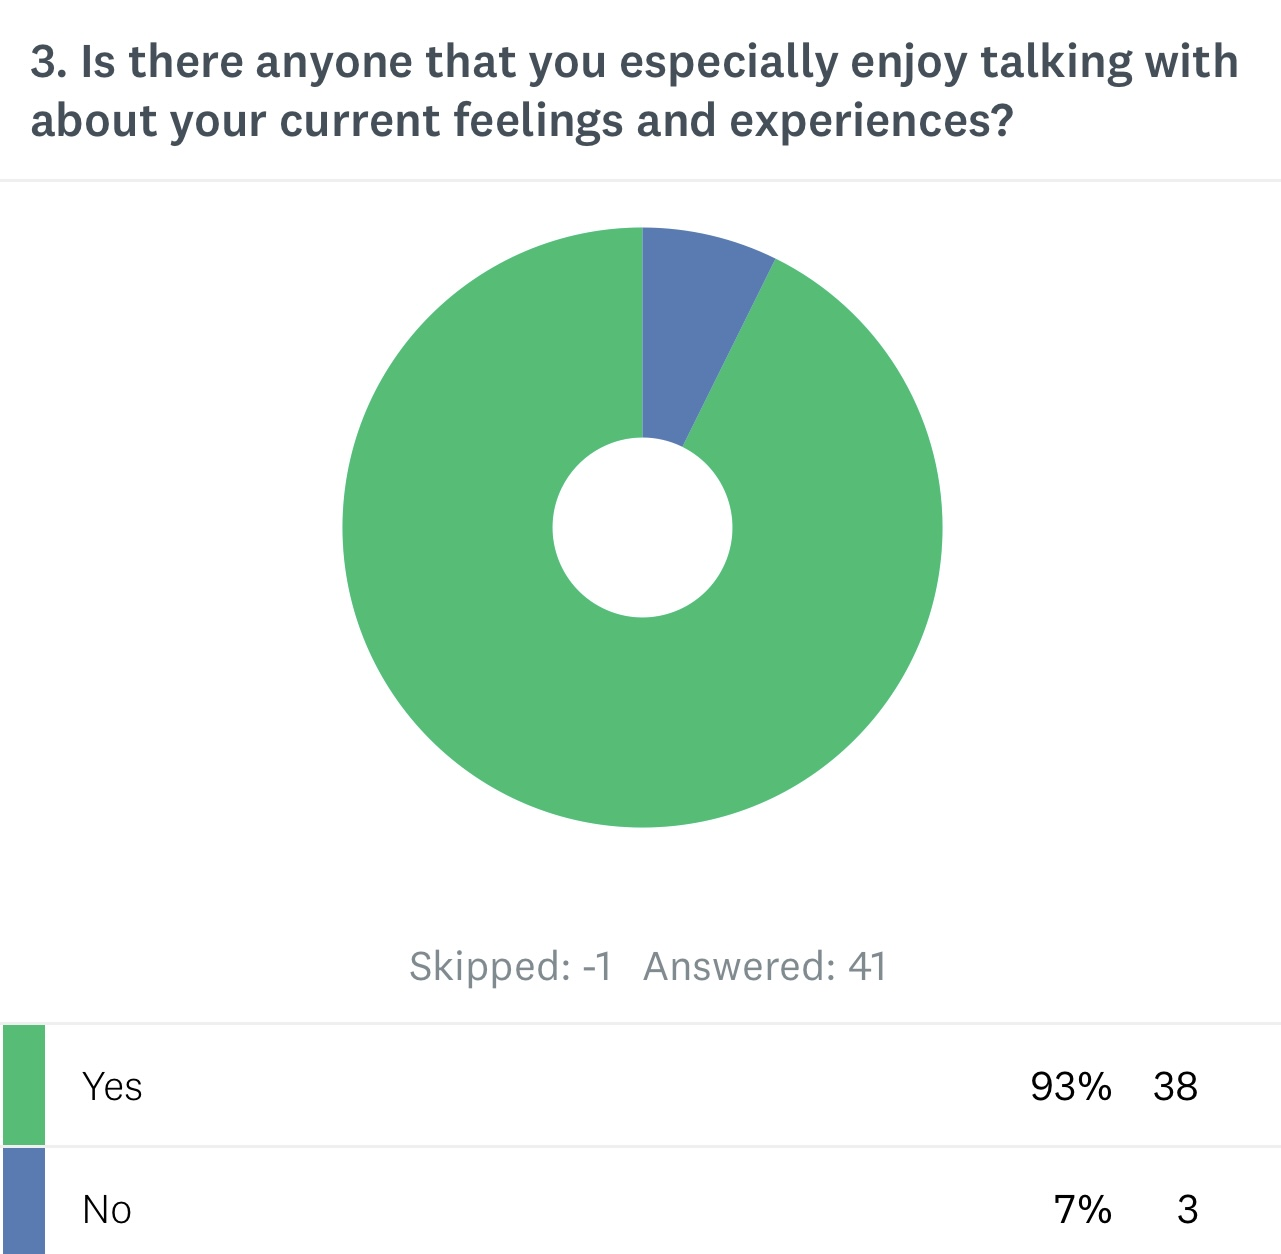 3. Is there anyone that you especially enjoy talking with
about your current feelings and experiences?
Skipped: -1 Answered: 41
Yes 93% 38
No 7% 3